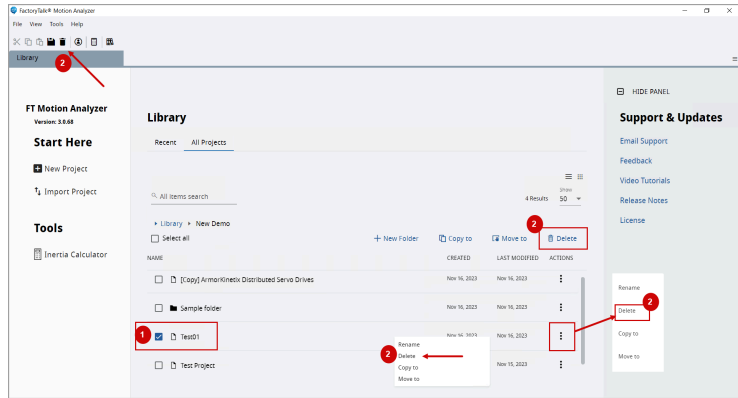 FactoryTalk® Motion Analyzer
File View Tools Help
Library
2
HIDE PANEL
FT Motion Analyzer
Version: 3.0.68
Start Here
New Project
Import Project
Tools
Inertia Calculator
Library
Recent All Projects
All items search
4 Results
Show
50
Library New Demo
2
Select all + New Folder Copy to Move to Delete
NAME CREATED LAST MODIFIED ACTIONS
[Copy] ArmorKinetix Distributed Servo Drives Nov 16, 2023 Nov 16, 2023
Sample folder Nov 16, 2023 Nov 16, 2023
1 Test01 Nov 16, 2023 Nov 16, 2023
Test Project Nov 15, 2023
Rename
2 Delete
Copy to
Move to
Support & Updates
Email Support
Feedback
Video Tutorials
Release Notes
License
Rename
2
Delete
Copy to
Move to